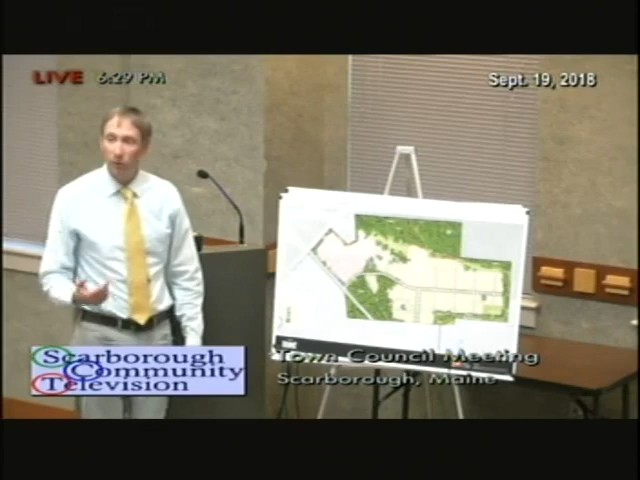 LIVE 6:29 PM
Sept. 19, 2018
Scarborough
Community
Television
Town Council Meeting
Scarborough, Maine